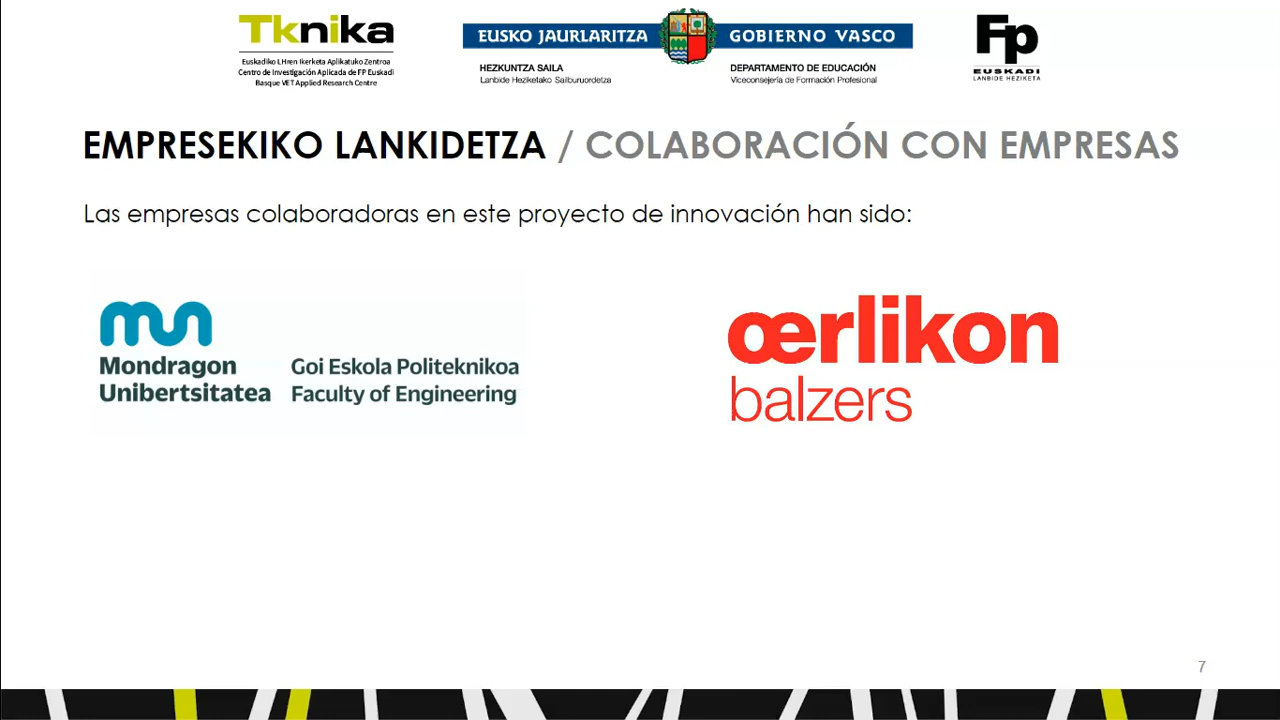 Tknika
Euskadiko LHren Ikerketa Aplikatuko Zentroa
Centro de Investigación Aplicada de FP Euskadi
Basque VET Applied Research Centre
EUSKO JAURLARITZA
GOBIERNO VASCO
HEZKUNTZA SAILA
Lanbide Heziketako Sailburuordetza
DEPARTAMENTO DE EDUCACIÓN
Viceconsejería de Formación Profesional
Fp
EUSKADI
LANBIDE HEZIKETA
EMPRESEKIKO LANKIDETZA / COLABORACIÓN CON EMPRESAS
Las empresas colaboradoras en este proyecto de innovación han sido:
Mondragon
Unibertsitatea
Goi Eskola Politeknikoa
Faculty of Engineering
œrlikon
balzers
7